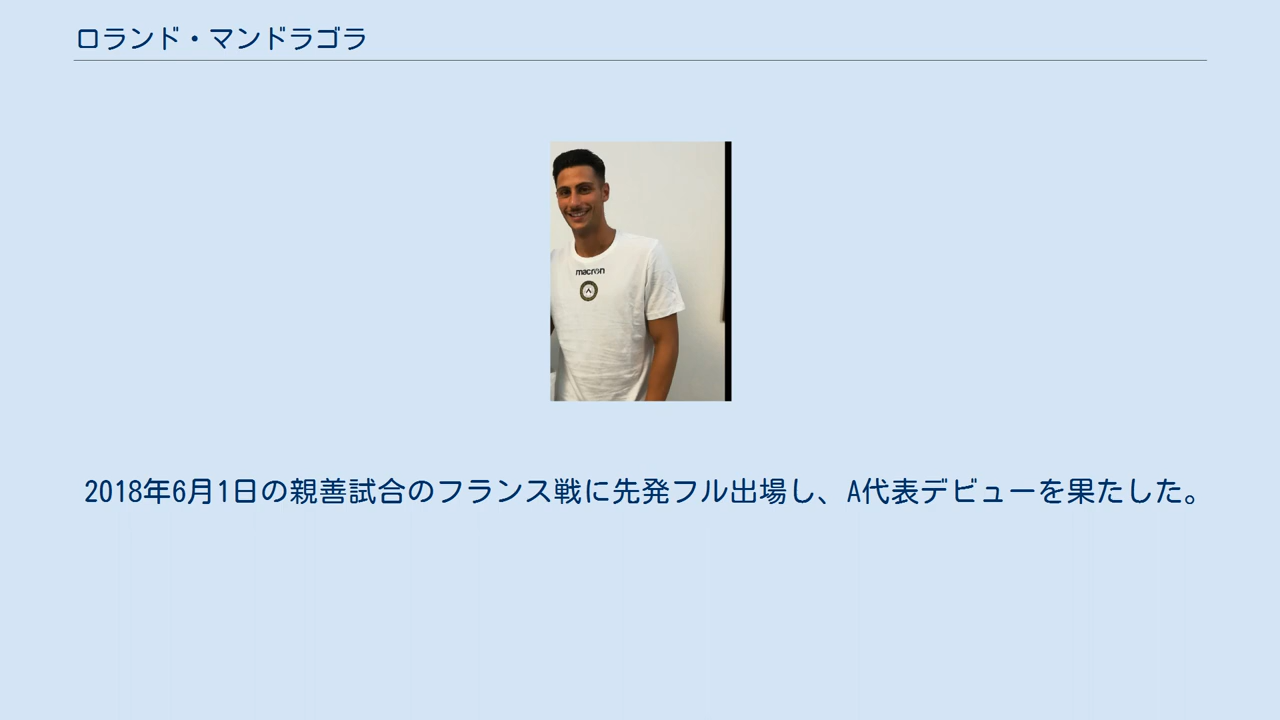 ロランド・マンドラゴラ
macron
2018年6月1日の親善試合のフランス戦に先発フル出場し、A代表デビューを果たした。